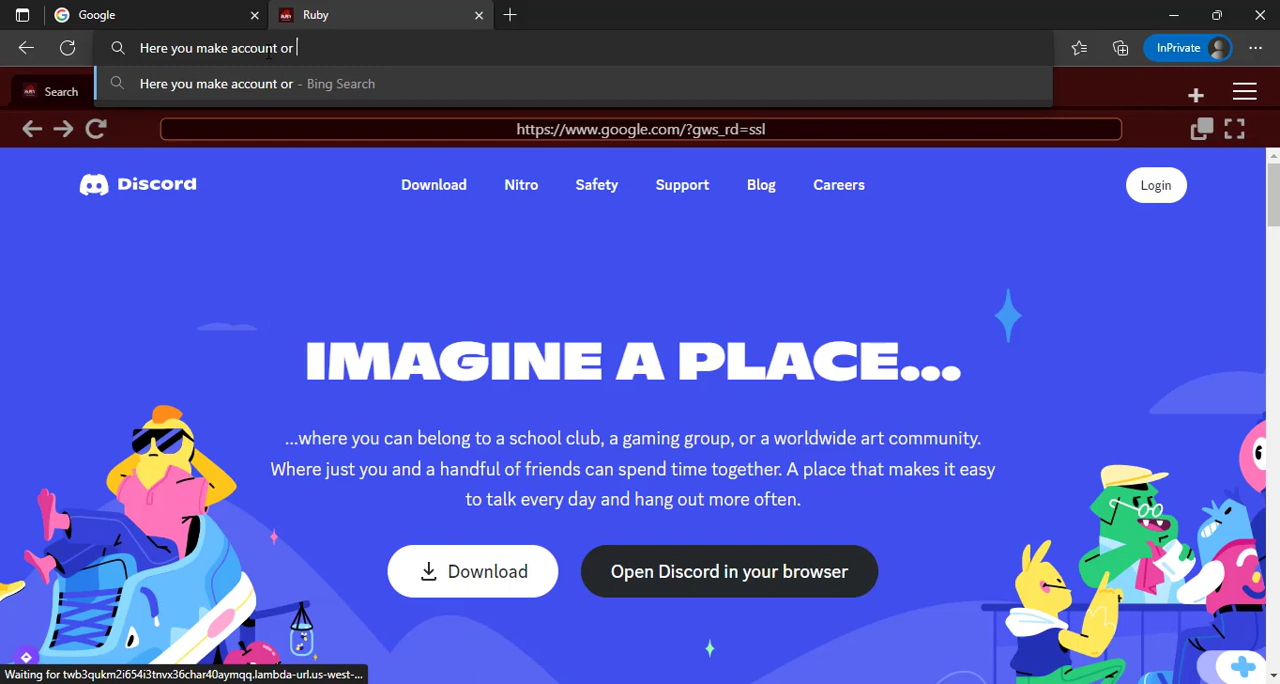 Google
Ruby
Here you make account or
InPrivate
Here you make account or - Bing Search
Search
https://www.google.com/?gws_rd=ssl
Discord
Download
Nitro
Safety
Support
Blog
Careers
Login
IMAGINE A PLACE...
...where you can belong to a school club, a gaming group, or a worldwide art community.
Where just you and a handful of friends can spend time together. A place that makes it easy
to talk every day and hang out more often.
Download
Open Discord in your browser
Waiting for twb3qukm2i654i3tnvx36char40aymqq.lambda-url.us-west-...